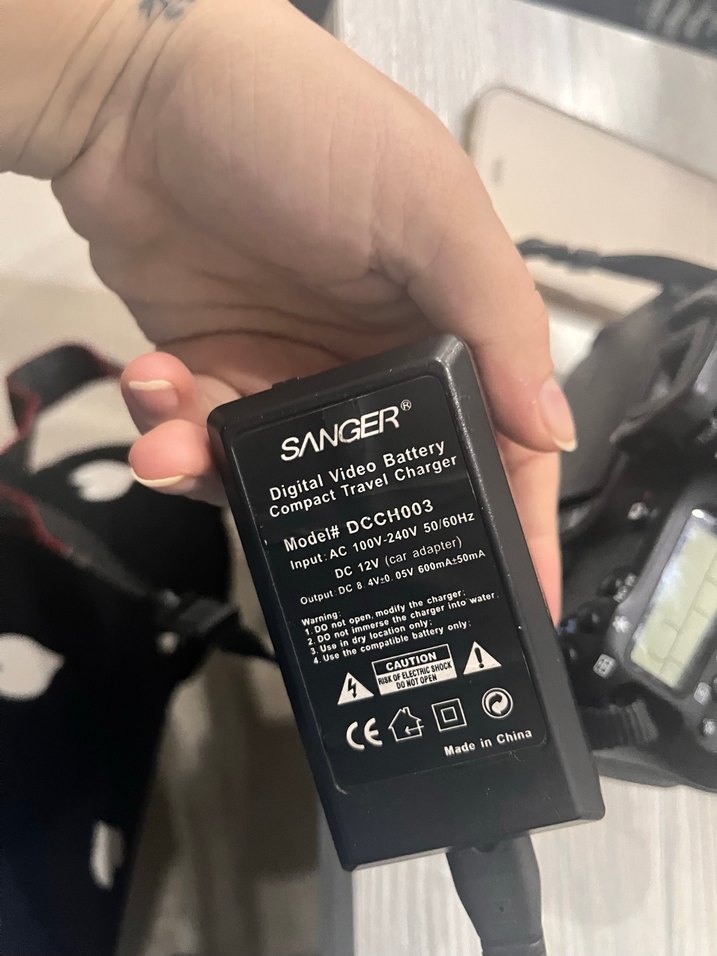 SANGER®
Digital Video Battery
Compact Travel Charger
Model# DCCH003
Input: AC 100V-240V 50/60Hz
DC 12V (car adapter)
Output DC 8.4V±0.05V 600mA±50mA
Warning:
1. DO not open, modify the charger;
2. DO not immerse the charger into water.
3. Use in dry location only;
4. Use the compatible battery only;
CAUTION
RISK OF ELECTRIC SHOCK
DO NOT OPEN
CE
Made in China